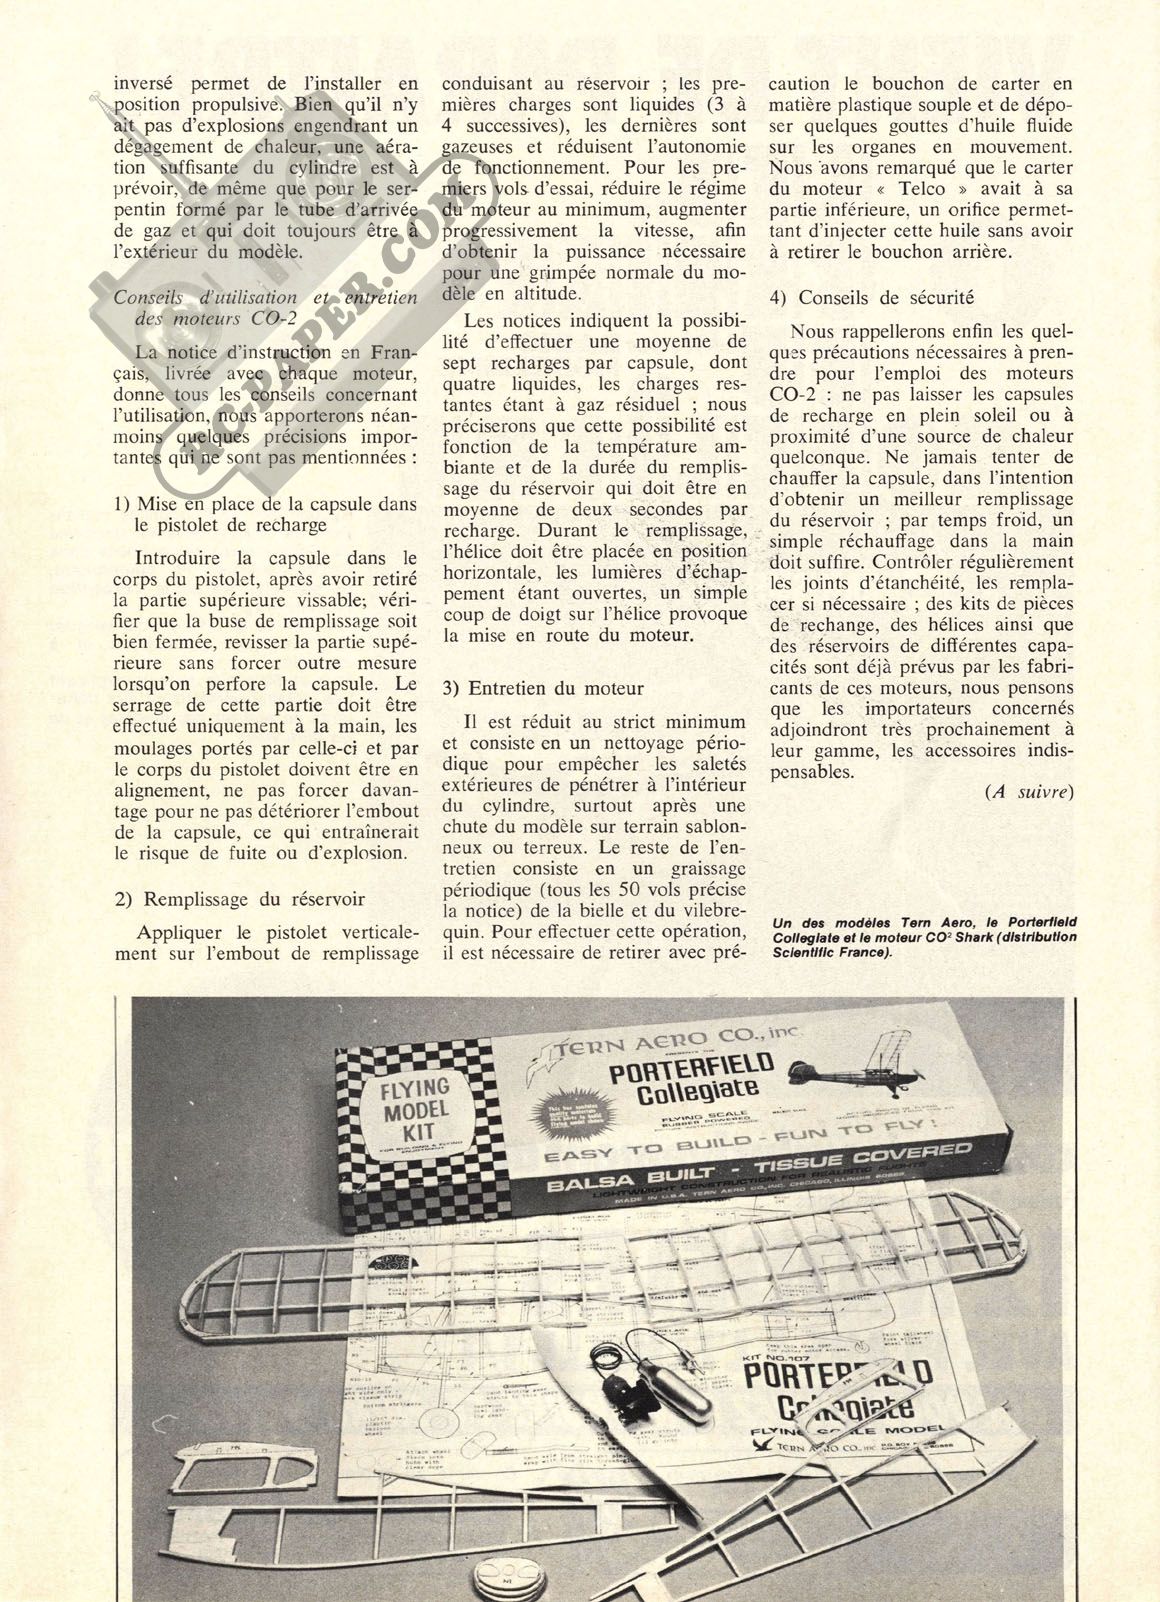 inversé permet de l'installer en
position propulsive. Bien qu'il n'y
ait pas d'explosions engendrant un
dégagement de chaleur, une aéra-
tion suffisante du cylindre est à
prévoir, de même que pour le ser-
pentin formé par le tube d'arrivée
de gaz et qui doit toujours être à
l'extérieur du modèle.
Conseils d'utilisation et entretien
des moteurs CO-2
La notice d'instruction en Fran-
çais, livrée avec chaque moteur,
donne tous les conseils concernant
l'utilisation, nous apporterons néan-
moins quelques précisions impor-
tantes qui ne sont pas mentionnées :
1) Mise en place de la capsule dans
le pistolet de recharge
Introduire la capsule dans le
corps du pistolet, après avoir retiré
la partie supérieure vissable; véri-
fier que la buse de remplissage soit
bien fermée, revisser la partie supé-
rieure sans forcer outre mesure
lorsqu'on perfore la capsule. Le
serrage de cette partie doit être
effectué uniquement à la main, les
moulages portés par celle-ci et par
le corps du pistolet doivent être en
alignement, ne pas forcer davan-
tage pour ne pas détériorer l'embout
de la capsule, ce qui entraînerait
le risque de fuite ou d'explosion.
2) Remplissage du réservoir
Appliquer le pistolet verticale-
ment sur l'embout de remplissage
conduisant au réservoir ; les pre-
mières charges sont liquides (3 à
4 successives), les dernières sont
gazeuses et réduisent l'autonomie
de fonctionnement. Pour les pre-
miers vols d'essai, réduire le régime
du moteur au minimum, augmenter
progressivement la vitesse, afin
d'obtenir la puissance nécessaire
pour une grimpée normale du mo-
dèle en altitude.
Les notices indiquent la possibi-
lité d'effectuer une moyenne de
sept recharges par capsule, dont
quatre liquides, les charges res-
tantes étant à gaz résiduel ; nous
préciserons que cette possibilité est
fonction de la température am-
biante et de la durée du remplis-
sage du réservoir qui doit être en
moyenne de deux secondes par
recharge. Durant le remplissage,
l'hélice doit être placée en position
horizontale, les lumières d'échap-
pement étant ouvertes, un simple
coup de doigt sur l'hélice provoque
la mise en route du moteur.
3) Entretien du moteur
Il est réduit au strict minimum
et consiste en un nettoyage pério-
dique pour empêcher les saletés
extérieures de pénétrer à l'intérieur
du cylindre, surtout après une
chute du modèle sur terrain sablon-
neux ou terreux. Le reste de l'en-
tretien consiste en un graissage
périodique (tous les 50 vols précise
la notice) de la bielle et du vilebre-
quin. Pour effectuer cette opération,
il est nécessaire de retirer avec pré-
caution le bouchon de carter en
matière plastique souple et de dépo-
ser quelques gouttes d'huile fluide
sur les organes en mouvement.
Nous avons remarqué que le carter
du moteur « Telco » avait à sa
partie inférieure, un orifice permet-
tant d'injecter cette huile sans avoir
à retirer le bouchon arrière.
4) Conseils de sécurité
Nous rappellerons enfin les quel-
ques précautions nécessaires à pren-
dre pour l'emploi des moteurs
CO-2 : ne pas laisser les capsules
de recharge en plein soleil ou à
proximité d'une source de chaleur
quelconque. Ne jamais tenter de
chauffer la capsule, dans l'intention
d'obtenir un meilleur remplissage
du réservoir ; par temps froid, un
simple réchauffage dans la main
doit suffire. Contrôler régulièrement
les joints d'étanchéité, les rempla-
cer si nécessaire ; des kits de pièces
de rechange, des hélices ainsi que
des réservoirs de différentes capa-
cités sont déjà prévus par les fabri-
cants de ces moteurs, nous pensons
que les importateurs concernés
adjoindront très prochainement à
leur gamme, les accessoires indis-
pensables.
(A suivre)
Un des modèles Tern Aero, le Porterfield
Collegiate et le moteur CO² Shark (distribution
Scientific France).
RC-PAPER.COM
TERN AERO CO., inc.
PRESENTS THE
PORTERFIELD
Collegiate
FLYING SCALE
RUBBER POWERED
EASY TO BUILD - FUN TO FLY !
BALSA BUILT - TISSUE COVERED
LIGHTWEIGHT CONSTRUCTION FOR REALISTIC FLIGHTS
MADE IN U.S.A. TERN AERO CO., INC. CHICAGO, ILLINOIS
FLYING
MODEL
KIT
FOR BUILDING & FLYING
ENJOYMENT
KIT NO. 107
PORTERF LD
C giate
FLYING LE MODEL
TERN A RO CO., INC